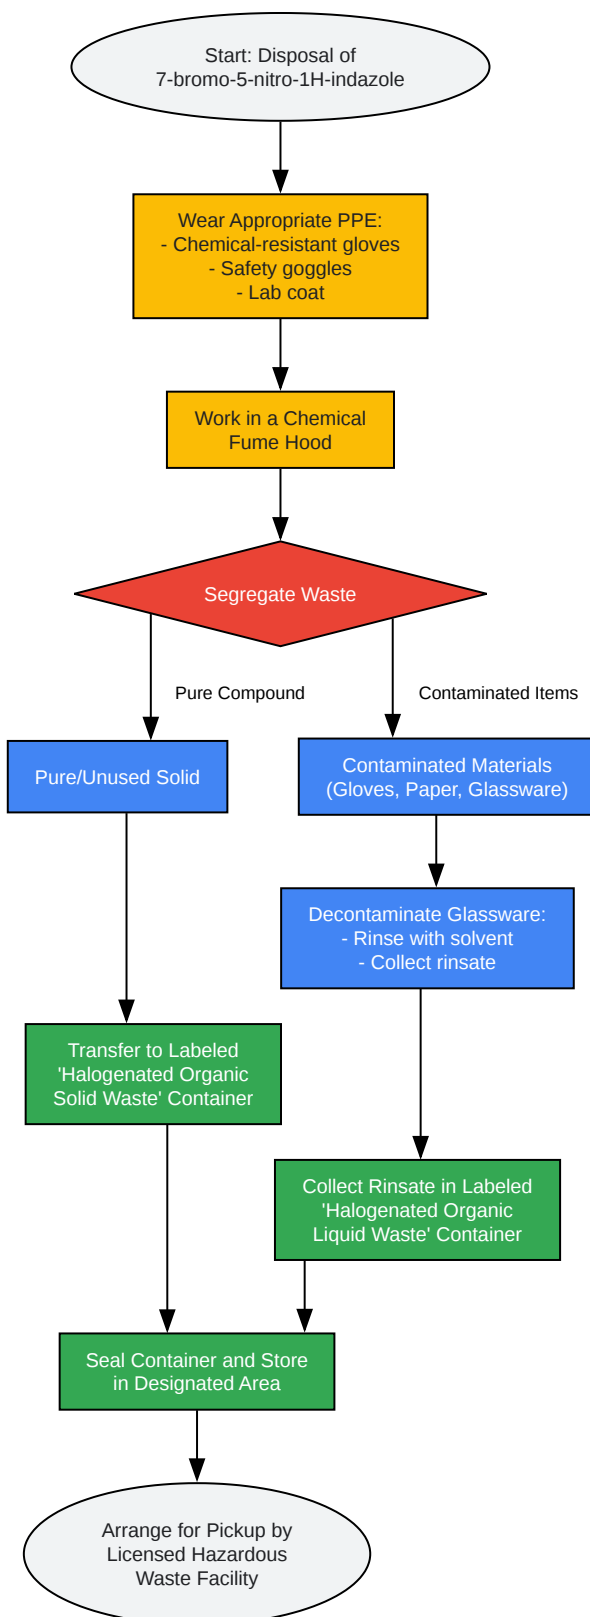 Start: Disposal of
7-bromo-5-nitro-1H-indazole
Wear Appropriate PPE:
- Chemical-resistant gloves
- Safety goggles
- Lab coat
Work in a Chemical
Fume Hood
Segregate Waste
Pure Compound
Contaminated Items
Pure/Unused Solid
Contaminated Materials
(Gloves, Paper, Glassware)
Decontaminate Glassware:
- Rinse with solvent
- Collect rinsate
Transfer to Labeled
'Halogenated Organic
Solid Waste' Container
Collect Rinsate in Labeled
'Halogenated Organic
Liquid Waste' Container
Seal Container and Store
in Designated Area
Arrange for Pickup by
Licensed Hazardous
Waste Facility